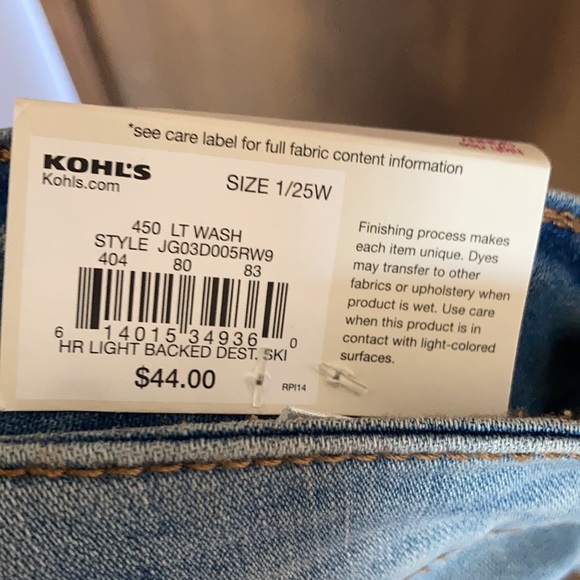 *see care label for full fabric content information
KOHL'S
Kohls.com
SIZE 1/25W
450 LT WASH
STYLE JG03D005RW9
404 80 83
6 14015 34936 0
HR LIGHT BACKED DEST. SKI
$44.00
RPI14
Finishing process makes
each item unique. Dyes
may transfer to other
fabrics or upholstery when
product is wet. Use care
when this product is in
contact with light-colored
surfaces.